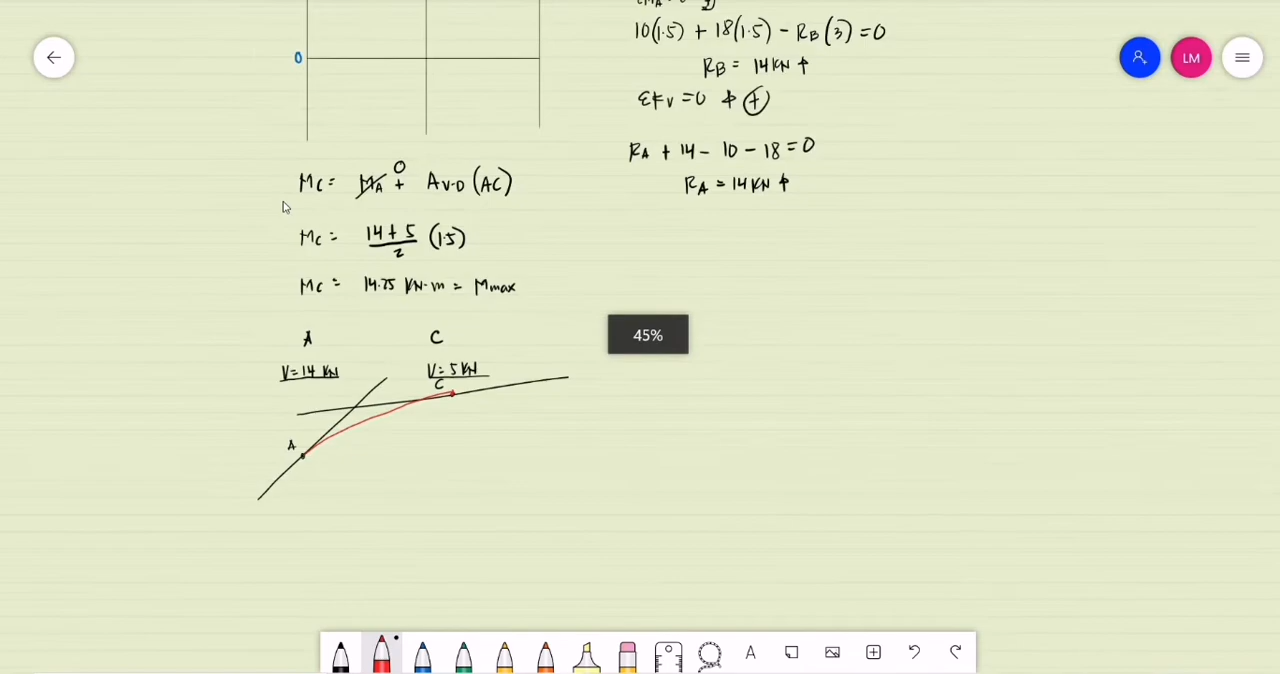 10(1.5) + 18(1.5) - RB(3) = 0
RB = 14 KN ↑
ΣFv = 0 ↑ +
RA + 14 - 10 - 18 = 0
RA = 14 KN ↑
0
Mc = MA + AV-D (AC)
0
Mc = 14 + 5 / 2 (1.5)
Mc = 14.25 KN·m = Mmax
A C
V = 14 KN V = 5 KN
C
A
45%
LM
A